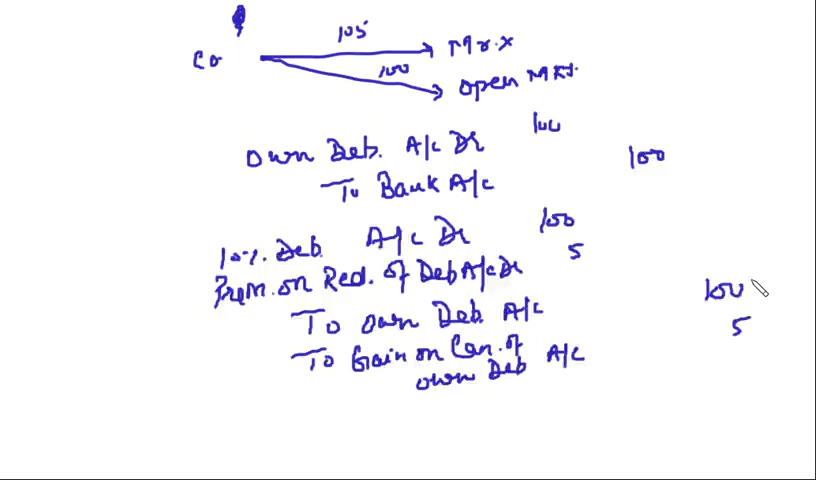 105
Co Mr. X
100
open MKt.
Own Deb. A/c Dr 100
To Bank A/c 100
10%. Deb. A/c Dr 100
Prem. on Red. of Deb A/c Dr 5
To Own Deb A/c 100
To Gain on Can. of 5
own Deb A/c